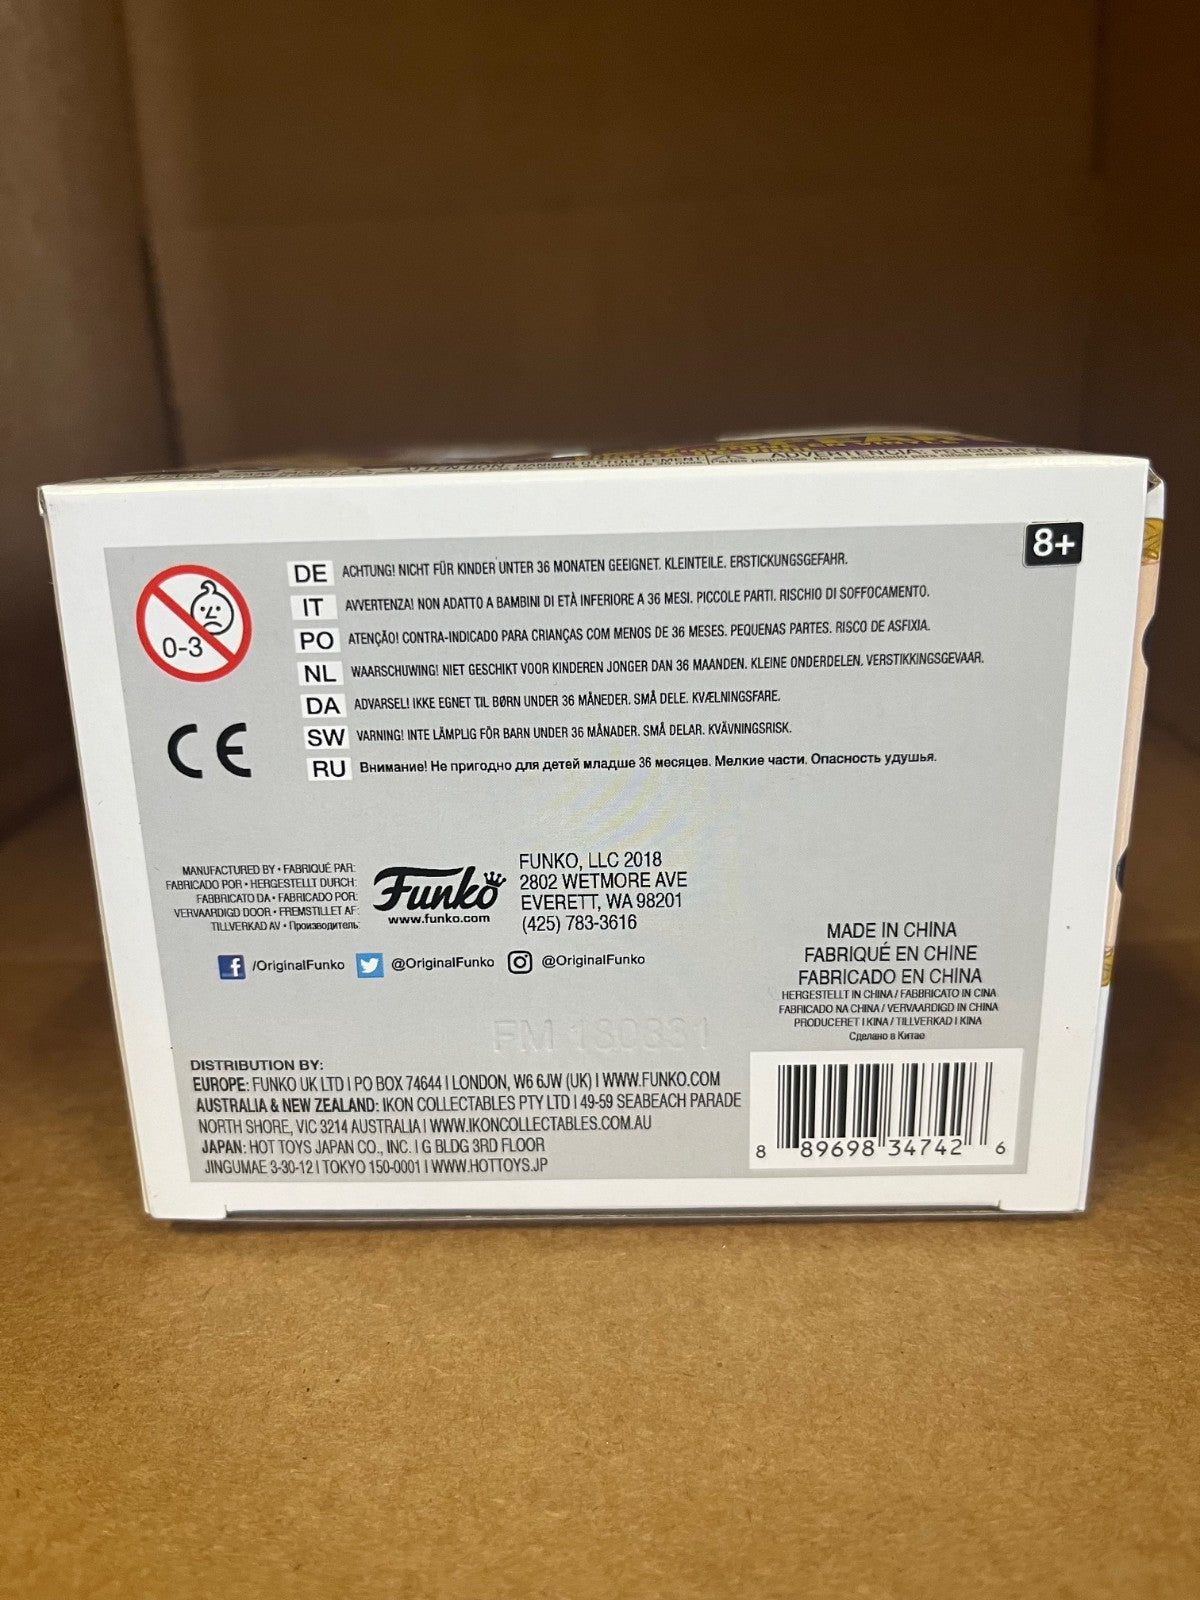 ADVERTENCIA:
8+
0-3
DE ACHTUNG! NICHT FÜR KINDER UNTER 36 MONATEN GEEIGNET. KLEINTEILE. ERSTICKUNGSGEFAHR.
IT AVVERTENZA! NON ADATTO A BAMBINI DI ETÀ INFERIORE A 36 MESI. PICCOLE PARTI. RISCHIO DI SOFFOCAMENTO.
PO ATENÇÃO! CONTRA-INDICADO PARA CRIANÇAS COM MENOS DE 36 MESES. PEQUENAS PARTES. RISCO DE ASFIXIA.
NL WAARSCHUWING! NIET GESCHIKT VOOR KINDEREN JONGER DAN 36 MAANDEN. KLEINE ONDERDELEN. VERSTIKKINGSGEVAAR.
DA ADVARSEL! IKKE EGNET TIL BØRN UNDER 36 MÅNEDER. SMÅ DELE. KVÆLNINGSFARE.
SW VARNING! INTE LÄMPLIG FÖR BARN UNDER 36 MÅNADER. SMÅ DELAR. KVÄVNINGSRISK.
RU Внимание! Не пригодно для детей младше 36 месяцев. Мелкие части. Опасность удушья.
CE
MANUFACTURED BY • FABRIQUÉ PAR:
FABRICADO POR • HERGESTELLT DURCH:
FABBRICATO DA • FABRICADO POR:
VERVAARDIGD DOOR • FREMSTILLET AF:
TILLVERKAD AV • Производитель:
Funko
www.funko.com
FUNKO, LLC 2018
2802 WETMORE AVE
EVERETT, WA 98201
(425) 783-3616
/OriginalFunko @OriginalFunko @OriginalFunko
MADE IN CHINA
FABRIQUÉ EN CHINE
FABRICADO EN CHINA
HERGESTELLT IN CHINA / FABBRICATO IN CINA
FABRICADO NA CHINA / VERVAARDIGD IN CHINA
PRODUCERET I KINA / TILLVERKAD I KINA
Сделано в Китае
FM 180831
DISTRIBUTION BY:
EUROPE: FUNKO UK LTD I PO BOX 74644 I LONDON, W6 6JW (UK) I WWW.FUNKO.COM
AUSTRALIA & NEW ZEALAND: IKON COLLECTABLES PTY LTD I 49-59 SEABEACH PARADE
NORTH SHORE, VIC 3214 AUSTRALIA I WWW.IKONCOLLECTABLES.COM.AU
JAPAN: HOT TOYS JAPAN CO., INC. I G BLDG 3RD FLOOR
JINGUMAE 3-30-12 I TOKYO 150-0001 I WWW.HOTTOYS.JP
8 89698 34742 6